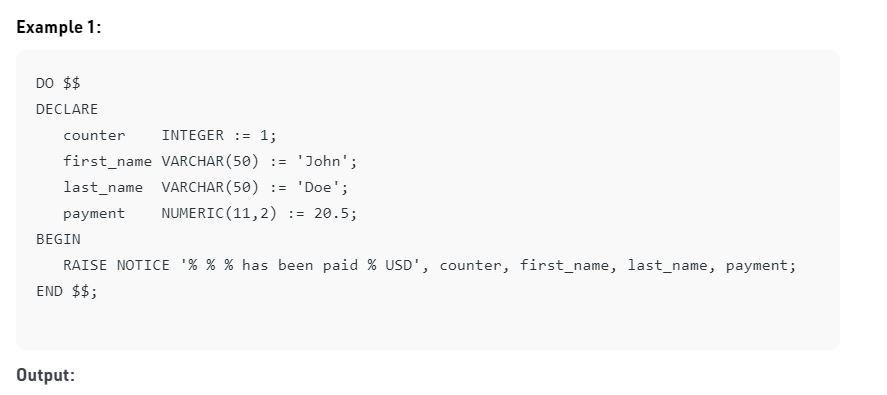 Example 1:
DO $$
DECLARE
   counter    INTEGER := 1;
   first_name VARCHAR(50) := 'John';
   last_name  VARCHAR(50) := 'Doe';
   payment    NUMERIC(11,2) := 20.5;
BEGIN
   RAISE NOTICE '% % % has been paid % USD', counter, first_name, last_name, payment;
END $$;
Output: